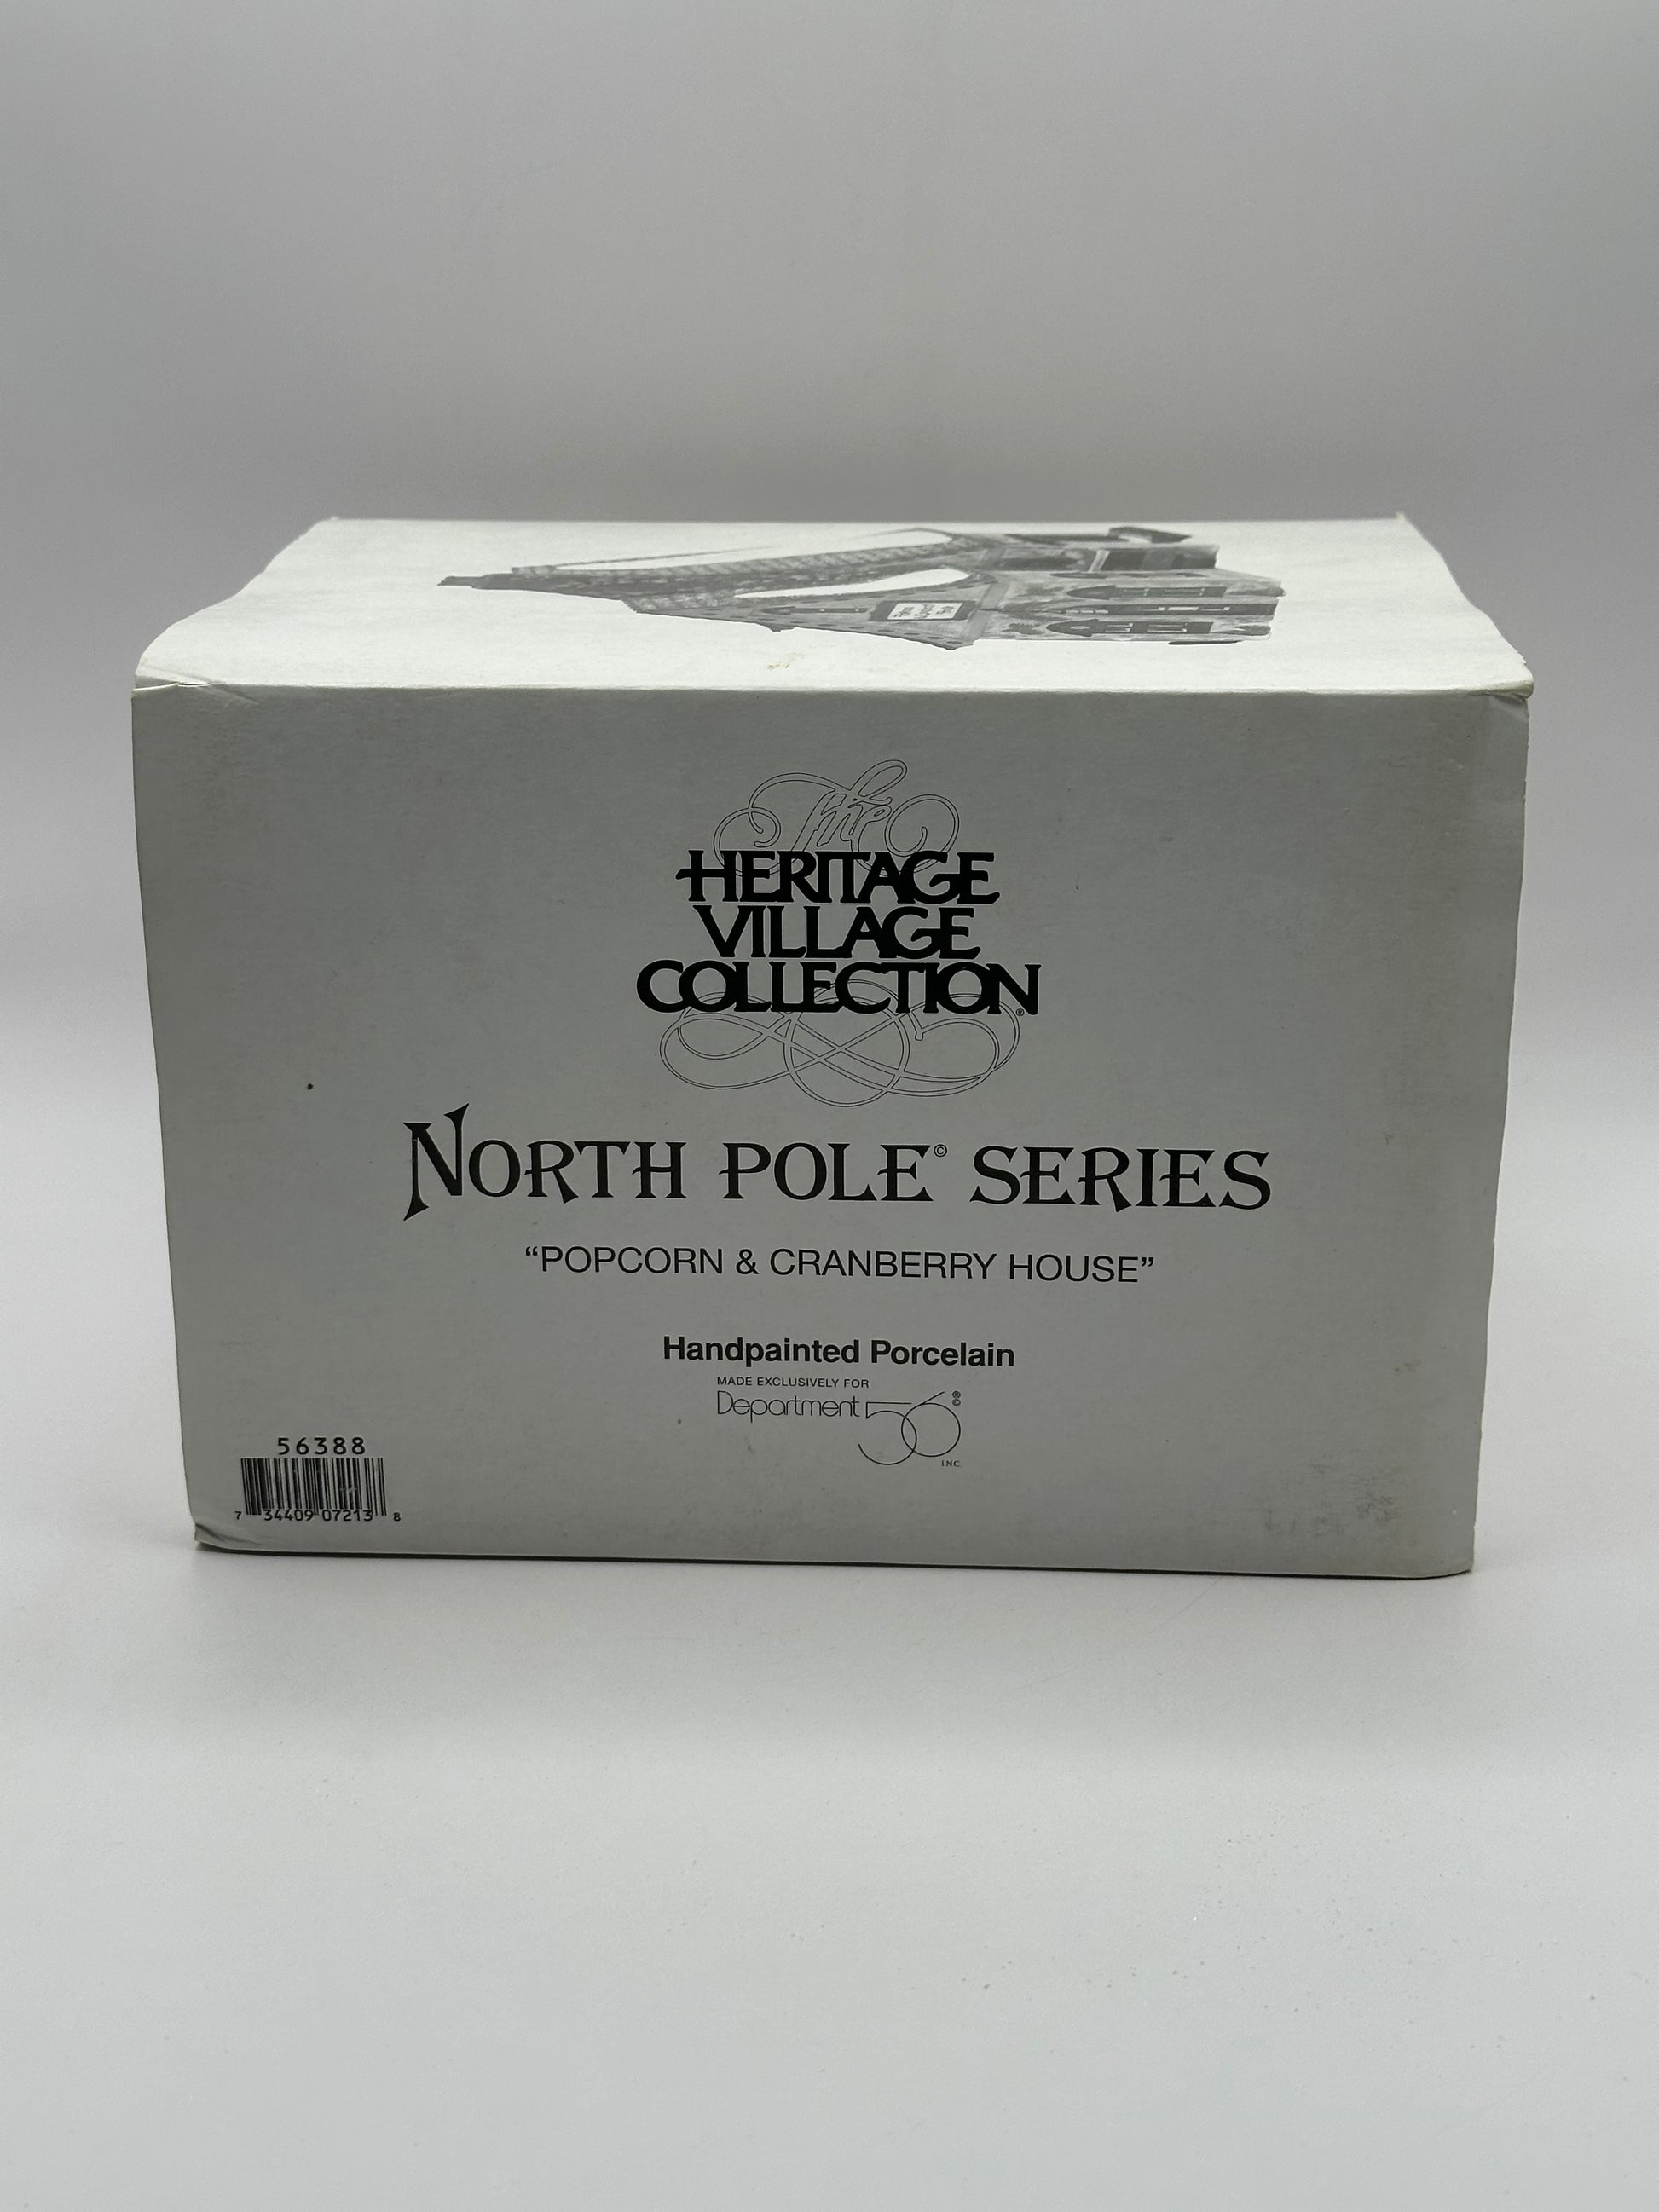 The
HERITAGE
VILLAGE
COLLECTION®
NORTH POLE© SERIES
“POPCORN & CRANBERRY HOUSE”
Handpainted Porcelain
MADE EXCLUSIVELY FOR
Department 56 ® ©
INC.
56388
7 34409 07213 8